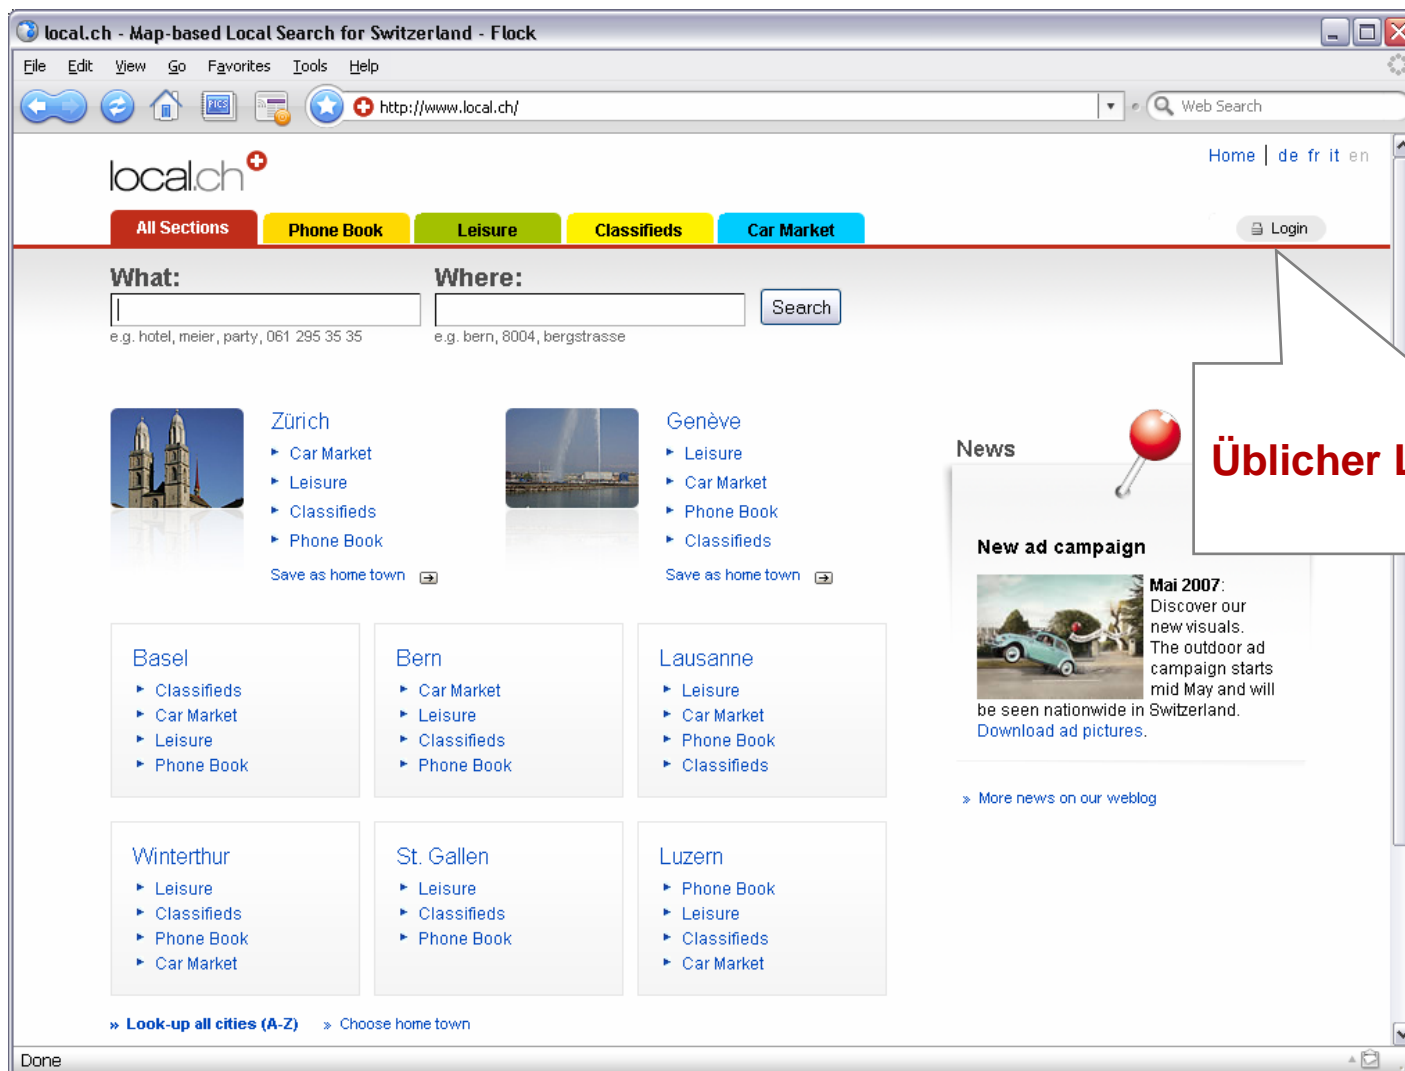 local.ch - Map-based Local Search for Switzerland - Flock
File Edit View Go Favorites Tools Help
PICS http://www.local.ch/ Web Search
local.ch
Home | de fr it en
All Sections Phone Book Leisure Classifieds Car Market Login
What: Where:
Search
e.g. hotel, meier, party, 061 295 35 35 e.g. bern, 8004, bergstrasse
Zürich
Car Market
Leisure
Classifieds
Phone Book
Save as home town
Genève
Leisure
Car Market
Phone Book
Classifieds
Save as home town
News
Üblicher L
New ad campaign
Mai 2007:
Discover our
new visuals.
The outdoor ad
campaign starts
mid May and will
be seen nationwide in Switzerland.
Download ad pictures.
» More news on our weblog
Basel
Classifieds
Car Market
Leisure
Phone Book
Bern
Car Market
Leisure
Classifieds
Phone Book
Lausanne
Leisure
Car Market
Phone Book
Classifieds
Winterthur
Leisure
Classifieds
Phone Book
Car Market
St. Gallen
Leisure
Classifieds
Phone Book
Luzern
Phone Book
Leisure
Classifieds
Car Market
» Look-up all cities (A-Z) » Choose home town
Done